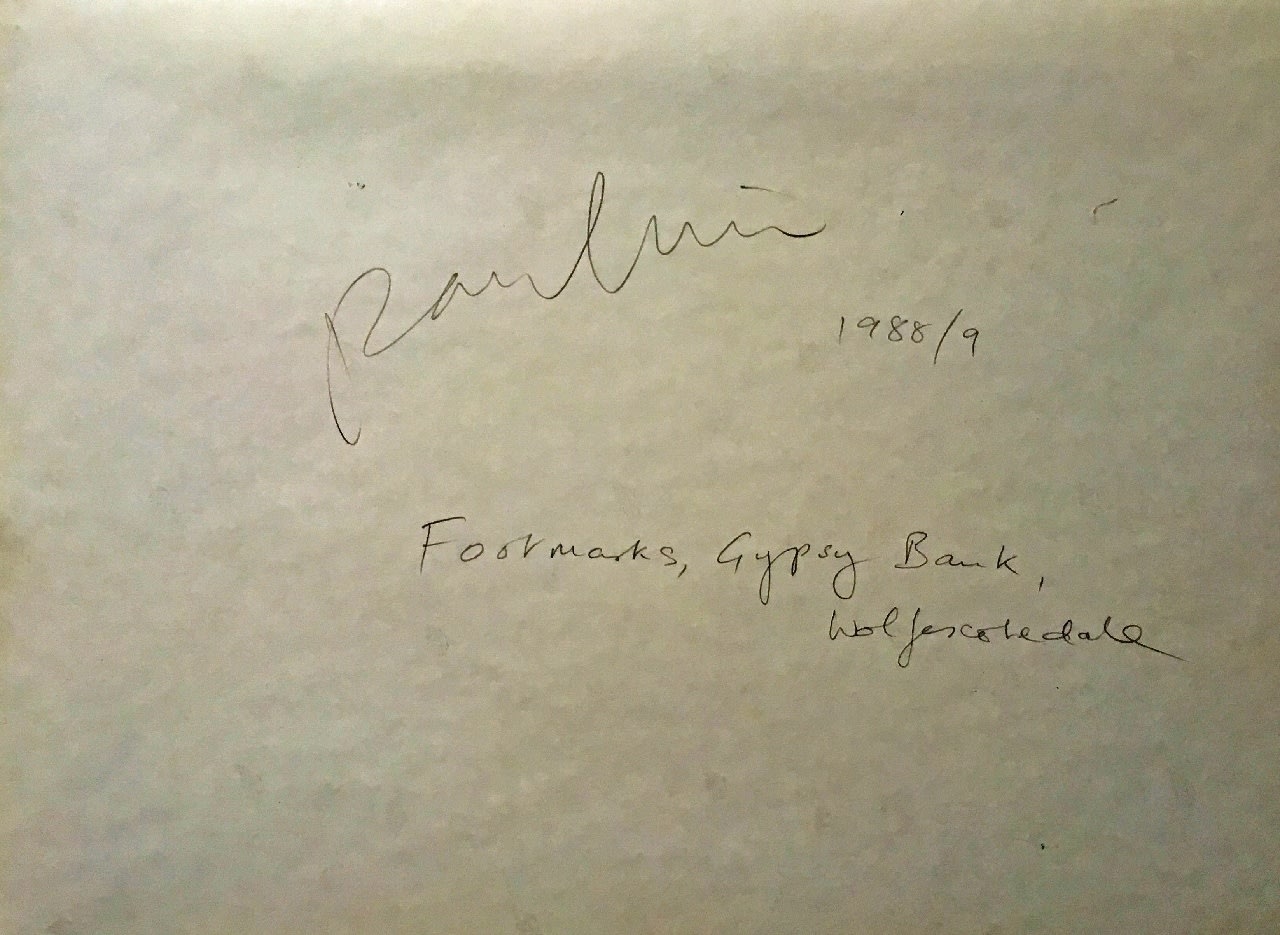 1988/9
Footmarks, Gypsy Bank,
Wolfescotedale